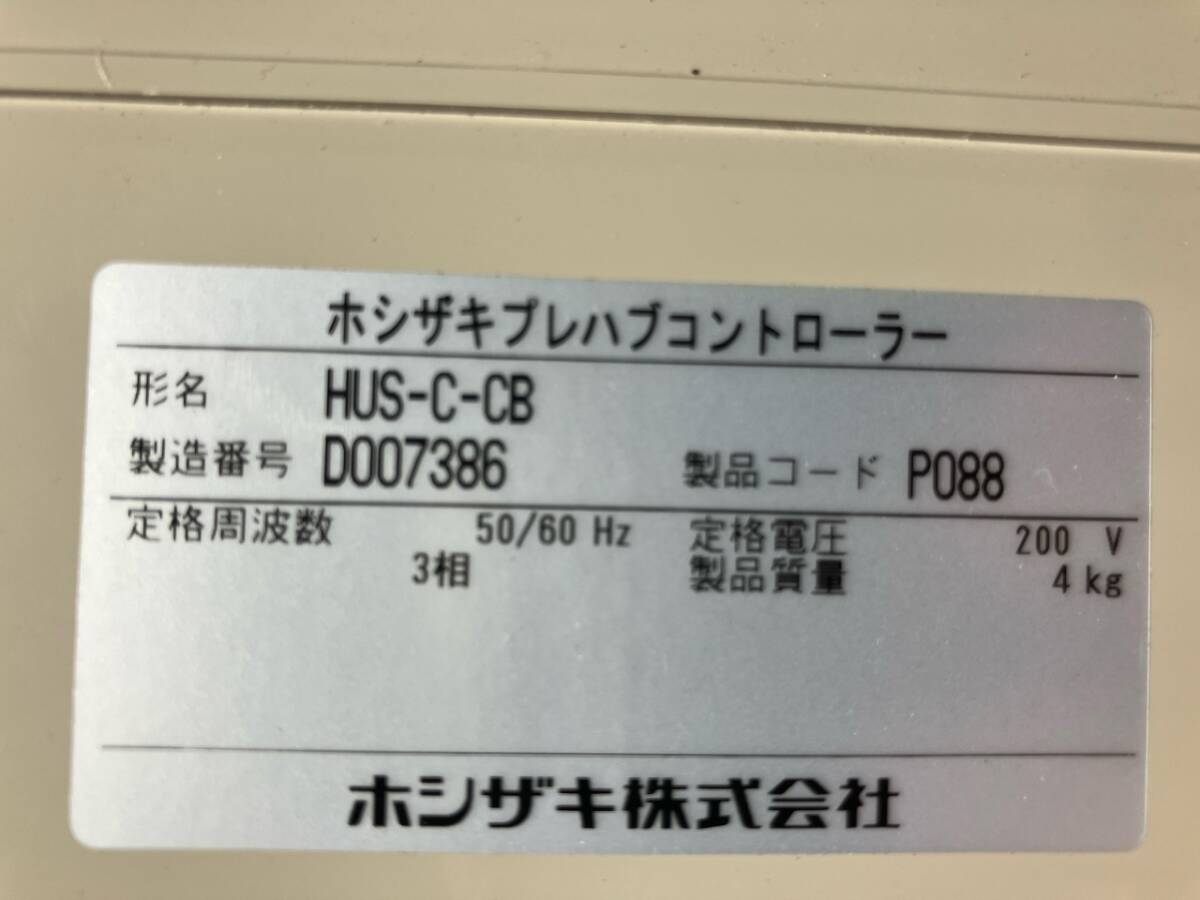 ホシザキプレハブコントローラー
形名 HUS-C-CB
製造番号 D007386 製品コード P088
定格周波数 50/60 Hz 定格電圧 200 V
3相 製品質量 4 kg
ホシザキ株式会社